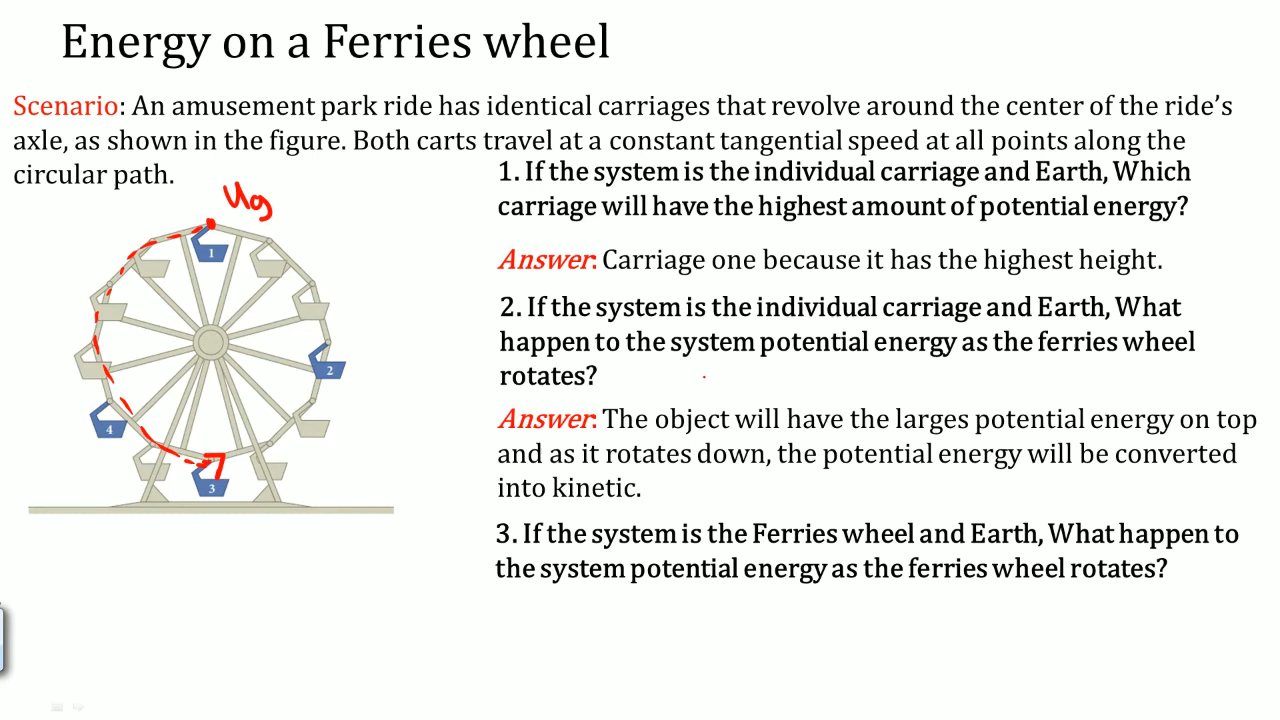 Energy on a Ferries wheel
Scenario: An amusement park ride has identical carriages that revolve around the center of the ride's
axle, as shown in the figure. Both carts travel at a constant tangential speed at all points along the
circular path.
1. If the system is the individual carriage and Earth, Which
carriage will have the highest amount of potential energy?
Answer: Carriage one because it has the highest height.
2. If the system is the individual carriage and Earth, What
happen to the system potential energy as the ferries wheel
rotates?
Answer: The object will have the larges potential energy on top
and as it rotates down, the potential energy will be converted
into kinetic.
3. If the system is the Ferries wheel and Earth, What happen to
the system potential energy as the ferries wheel rotates?
Ug
1
2
4
3